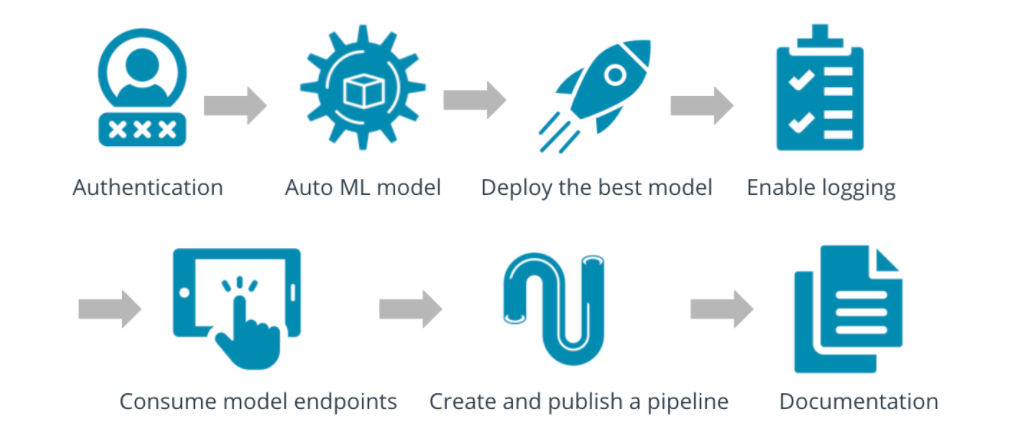 Authentication
Auto ML model
Deploy the best model
Enable logging
Consume model endpoints
Create and publish a pipeline
Documentation